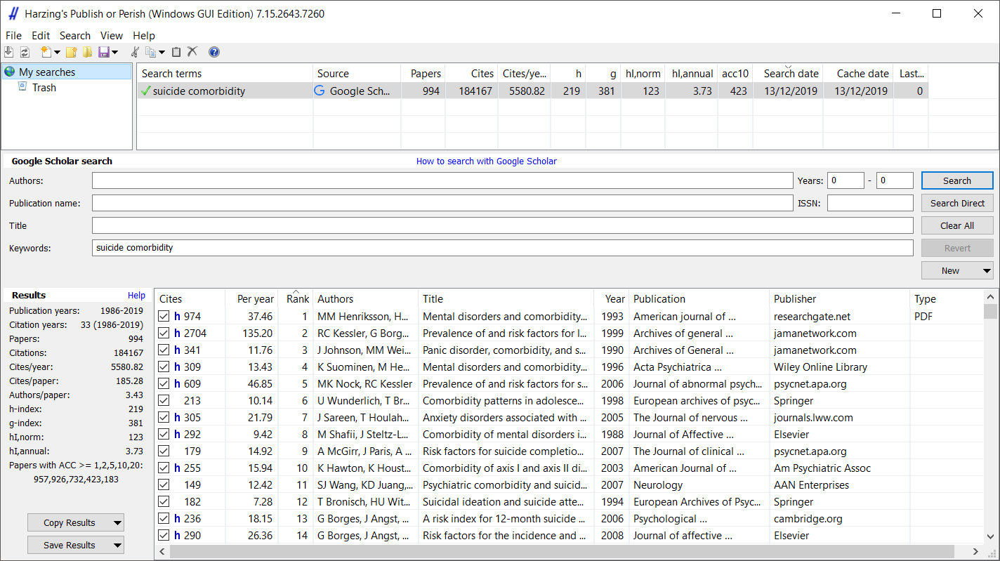 Harzing's Publish or Perish (Windows GUI Edition) 7.15.2643.7260
File Edit Search View Help
My searches
Trash
Search terms Source Papers Cites Cites/ye... h g hI,norm hI,annual acc10 Search date Cache date Last...
suicide comorbidity Google Sch... 994 184167 5580.82 219 381 123 3.73 423 13/12/2019 13/12/2019 0
Google Scholar search How to search with Google Scholar
Authors: Years: 0 - 0 Search
Publication name: ISSN: Search Direct
Title Clear All
Keywords: suicide comorbidity Revert
New
Results Help
Publication years: 1986-2019
Citation years: 33 (1986-2019)
Papers: 994
Citations: 184167
Cites/year: 5580.82
Cites/paper: 185.28
Authors/paper: 3.43
h-index: 219
g-index: 381
hI,norm: 123
hI,annual: 3.73
Papers with ACC >= 1,2,5,10,20:
957,926,732,423,183
Copy Results
Save Results
Cites Per year Rank Authors Title Year Publication Publisher Type
h 974 37.46 1 MM Henriksson, H... Mental disorders and comorbidity... 1993 American journal of ... researchgate.net PDF
h 2704 135.20 2 RC Kessler, G Borg... Prevalence of and risk factors for l... 1999 Archives of general ... jamanetwork.com
h 341 11.76 3 J Johnson, MM Wei... Panic disorder, comorbidity, and s... 1990 Archives of General ... jamanetwork.com
h 309 13.43 4 K Suominen, M He... Mental disorders and comorbidity... 1996 Acta Psychiatrica ... Wiley Online Library
h 609 46.85 5 MK Nock, RC Kessler Prevalence of and risk factors for s... 2006 Journal of abnormal psych... psycnet.apa.org
213 10.14 6 U Wunderlich, T Br... Comorbidity patterns in adolesce... 1998 European archives of psyc... Springer
h 305 21.79 7 J Sareen, T Houlah... Anxiety disorders associated with ... 2005 The Journal of nervous ... journals.lww.com
h 292 9.42 8 M Shafii, J Steltz-L... Comorbidity of mental disorders i... 1988 Journal of Affective ... Elsevier
179 14.92 9 A McGirr, J Paris, A ... Risk factors for suicide completio... 2007 The Journal of clinical ... psycnet.apa.org
h 255 15.94 10 K Hawton, K Houst... Comorbidity of axis I and axis II di... 2003 American Journal of ... Am Psychiatric Assoc
149 12.42 11 SJ Wang, KD Juang,... Psychiatric comorbidity and suicid... 2007 Neurology AAN Enterprises
182 7.28 12 T Bronisch, HU Wit... Suicidal ideation and suicide atte... 1994 European Archives of Psyc... Springer
h 236 18.15 13 G Borges, J Angst, ... A risk index for 12-month suicide ... 2006 Psychological ... cambridge.org
h 290 26.36 14 G Borges, J Angst, ... Risk factors for the incidence and ... 2008 Journal of affective ... Elsevier